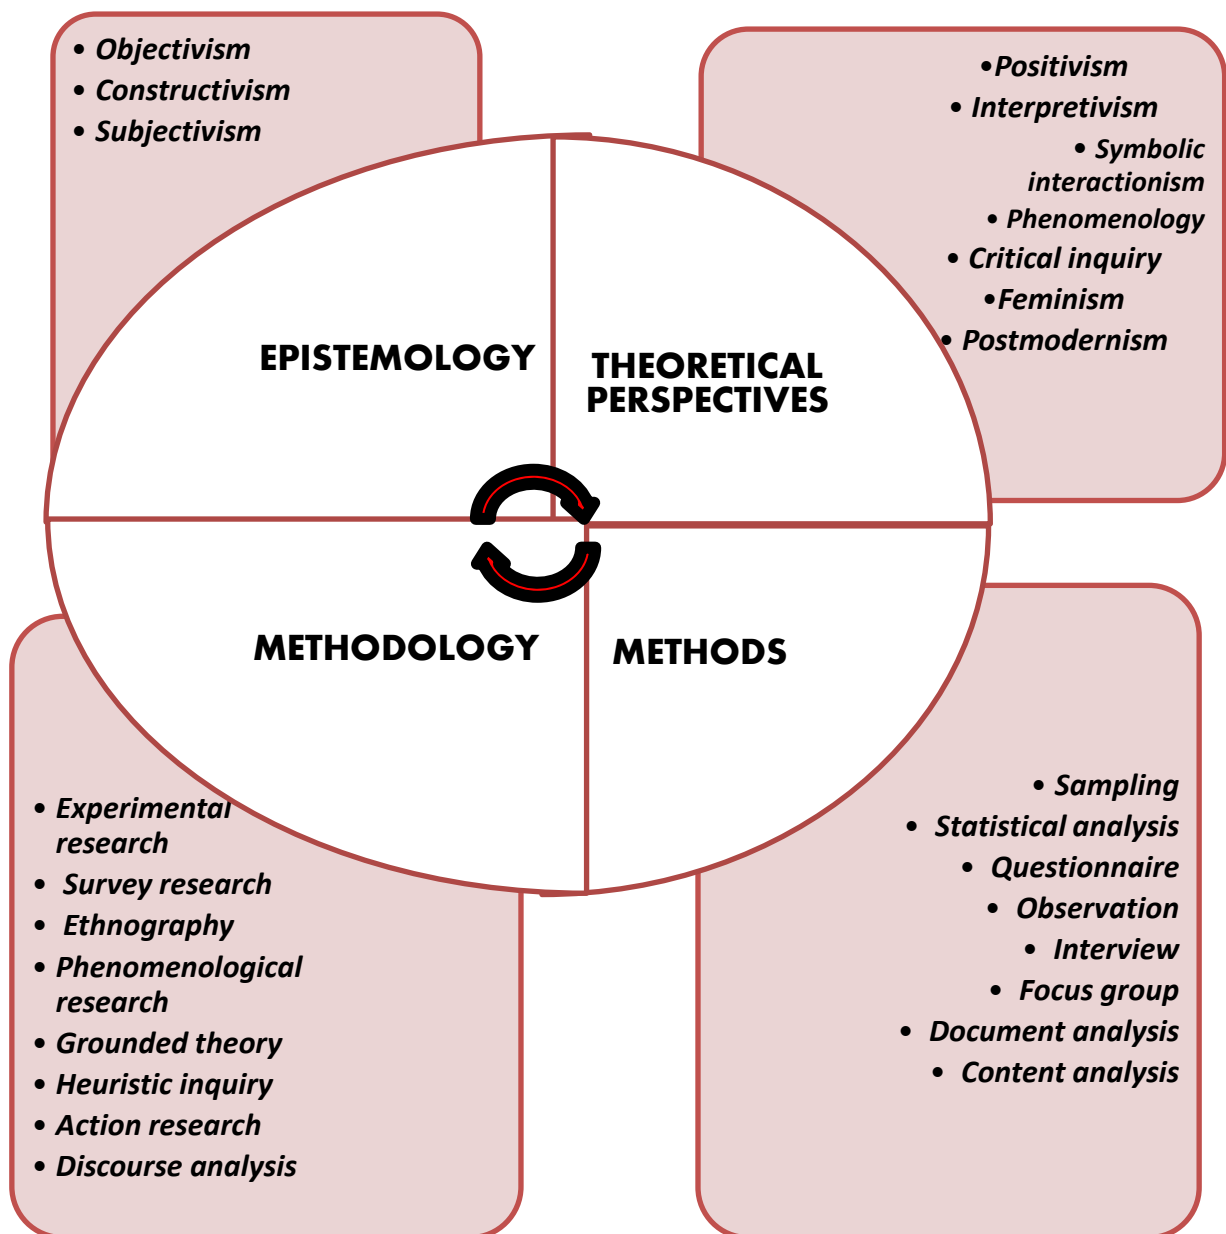 • Objectivism
• Constructivism
• Subjectivism
•Positivism
• Interpretivism
• Symbolic
interactionism
• Phenomenology
• Critical inquiry
•Feminism
• Postmodernism
EPISTEMOLOGY
THEORETICAL
PERSPECTIVES
METHODOLOGY
METHODS
• Experimental
research
• Survey research
• Ethnography
• Phenomenological
research
• Grounded theory
• Heuristic inquiry
• Action research
• Discourse analysis
• Sampling
• Statistical analysis
• Questionnaire
• Observation
• Interview
• Focus group
• Document analysis
• Content analysis